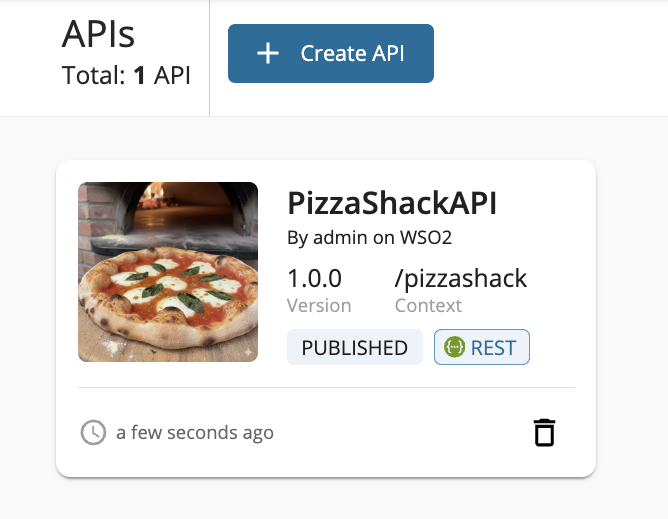 APIs
Total: 1 API
Create API
PizzaShackAPI
By admin on WSO2
1.0.0
/pizzashack
Version
Context
PUBLISHED
REST
a few seconds ago